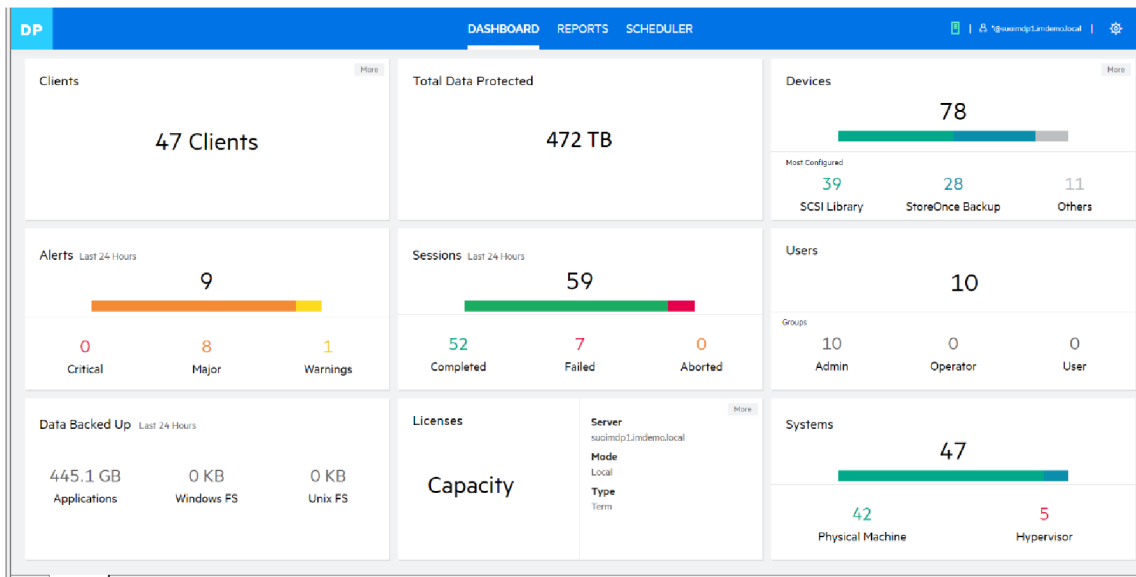 DP
DASHBOARD REPORTS SCHEDULER
Clients
More
47 Clients
Total Data Protected
472 TB
Devices
More
78
Most Configured
39 28 11
SCSI Library StoreOnce Backup Others
Alerts Last 24 Hours
9
0 8 1
Critical Major Warnings
Sessions Last 24 Hours
59
52 7 0
Completed Failed Aborted
Users
10
Groups
10 0 0
Admin Operator User
Data Backed Up Last 24 Hours
445.1 GB 0 KB 0 KB
Applications Windows FS Unix FS
Licenses
More
Capacity
Server
Mode
Local
Type
Term
Systems
47
42 5
Physical Machine Hypervisor